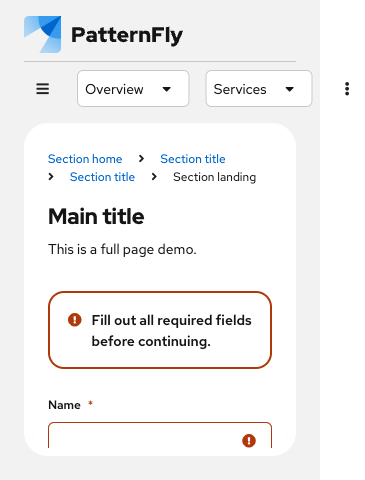 PatternFly
Overview Services
Section home Section title
Section title Section landing
Main title
This is a full page demo.
Fill out all required fields
before continuing.
Name *